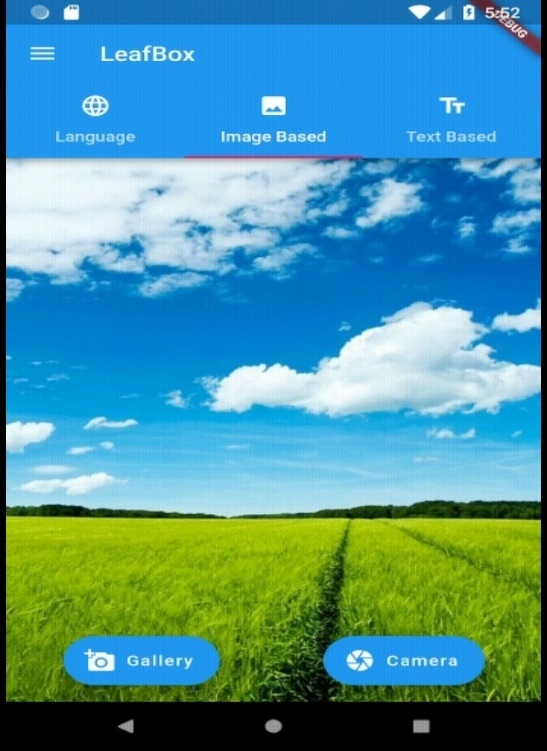 5:52
DEBUG
LeafBox
Language
Image Based
Text Based
Gallery
Camera